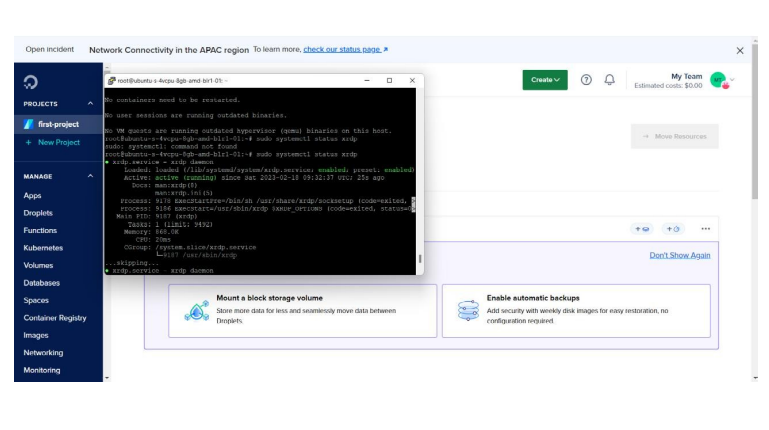 Open incident Network Connectivity in the APAC region To learn more, check our status page
root@ubuntu-s-4vcpu-8gb-amd-blr1-01: ~
Create
?
My Team
Estimated costs: $0.00
MT
PROJECTS
first-project
+ New Project
Move Resources
MANAGE
Apps
Droplets
Functions
Kubernetes
Volumes
Databases
Spaces
Container Registry
Images
Networking
Monitoring
No containers need to be restarted.
No user sessions are running outdated binaries.
No VM guests are running outdated hypervisor (qemu) binaries on this host.
root@ubuntu-s-4vcpu-8gb-amd-blr1-01:~# sudo systemctl status xrdp
sudo: systemctl: command not found
root@ubuntu-s-4vcpu-8gb-amd-blr1-01:~# sudo systemctl status xrdp
● xrdp.service - xrdp daemon
Loaded: loaded (/lib/systemd/system/xrdp.service; enabled; preset: enabled)
Active: active (running) since Sat 2023-02-18 09:32:37 UTC; 25s ago
Docs: man:xrdp(8)
man:xrdp.ini(5)
Process: 9178 ExecStartPre=/bin/sh /usr/share/xrdp/socksetup (code=exited,
Process: 9186 ExecStart=/usr/sbin/xrdp $XRDP_OPTIONS (code=exited, status=0>
Main PID: 9187 (xrdp)
Tasks: 1 (limit: 9492)
Memory: 868.0K
CPU: 20ms
CGroup: /system.slice/xrdp.service
└─9187 /usr/sbin/xrdp
...skipping...
● xrdp.service - xrdp daemon
Don't Show Again
Mount a block storage volume
Store more data for less and seamlessly move data between
Droplets.
Enable automatic backups
Add security with weekly disk images for easy restoration, no
configuration required.